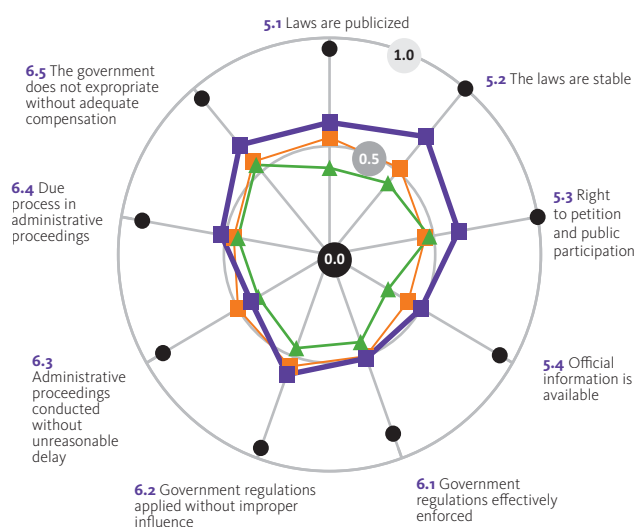 5.1 Laws are publicized
1.0
5.2 The laws are stable
0.5
5.3 Right
to petition
and public
participation
0.0
5.4 Official
information is
available
6.1 Government
regulations effectively
enforced
6.2 Government regulations
applied without improper
influence
6.3
Administrative
proceedings
conducted
without
unreasonable
delay
6.4 Due
process in
administrative
proceedings
6.5 The government
does not expropriate
without adequate
compensation